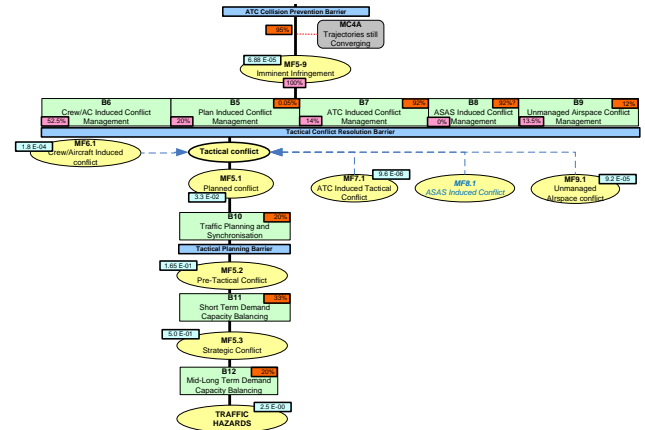 ATC Collision Prevention Barrier
95%
MC4A
Trajectories still
Converging
6.88 E-05
MF5-9
Imminent Infringement
100%
B6
Crew/AC Induced Conflict
Management
52.5%
B5
0.05%
Plan Induced Conflict
Management
20%
B7
92%
ATC Induced Conflict
Management
14%
B8
92%?
ASAS Induced Conflict
Management
0%
B9
12%
Unmanaged Airspace Conflict
Management
13.5%
Tactical Conflict Resolution Barrier
1.8 E-04
MF6.1
Crew/Aircraft Induced
conflict
Tactical conflict
MF5.1
Planned conflict
3.3 E-02
9.6 E-06
MF7.1
ATC Induced Tactical
Conflict
MF8.1
ASAS Induced Conflict
9.2 E-05
MF9.1
Unmanaged
Airspace conflict
B10
20%
Traffic Planning and
Synchronisation
Tactical Planning Barrier
1.65 E-01
MF5.2
Pre-Tactical Conflict
B11
33%
Short Term Demand
Capacity Balancing
5.0 E-01
MF5.3
Strategic Conflict
B12
20%
Mid-Long Term Demand
Capacity Balancing
2.5 E-00
TRAFFIC
HAZARDS